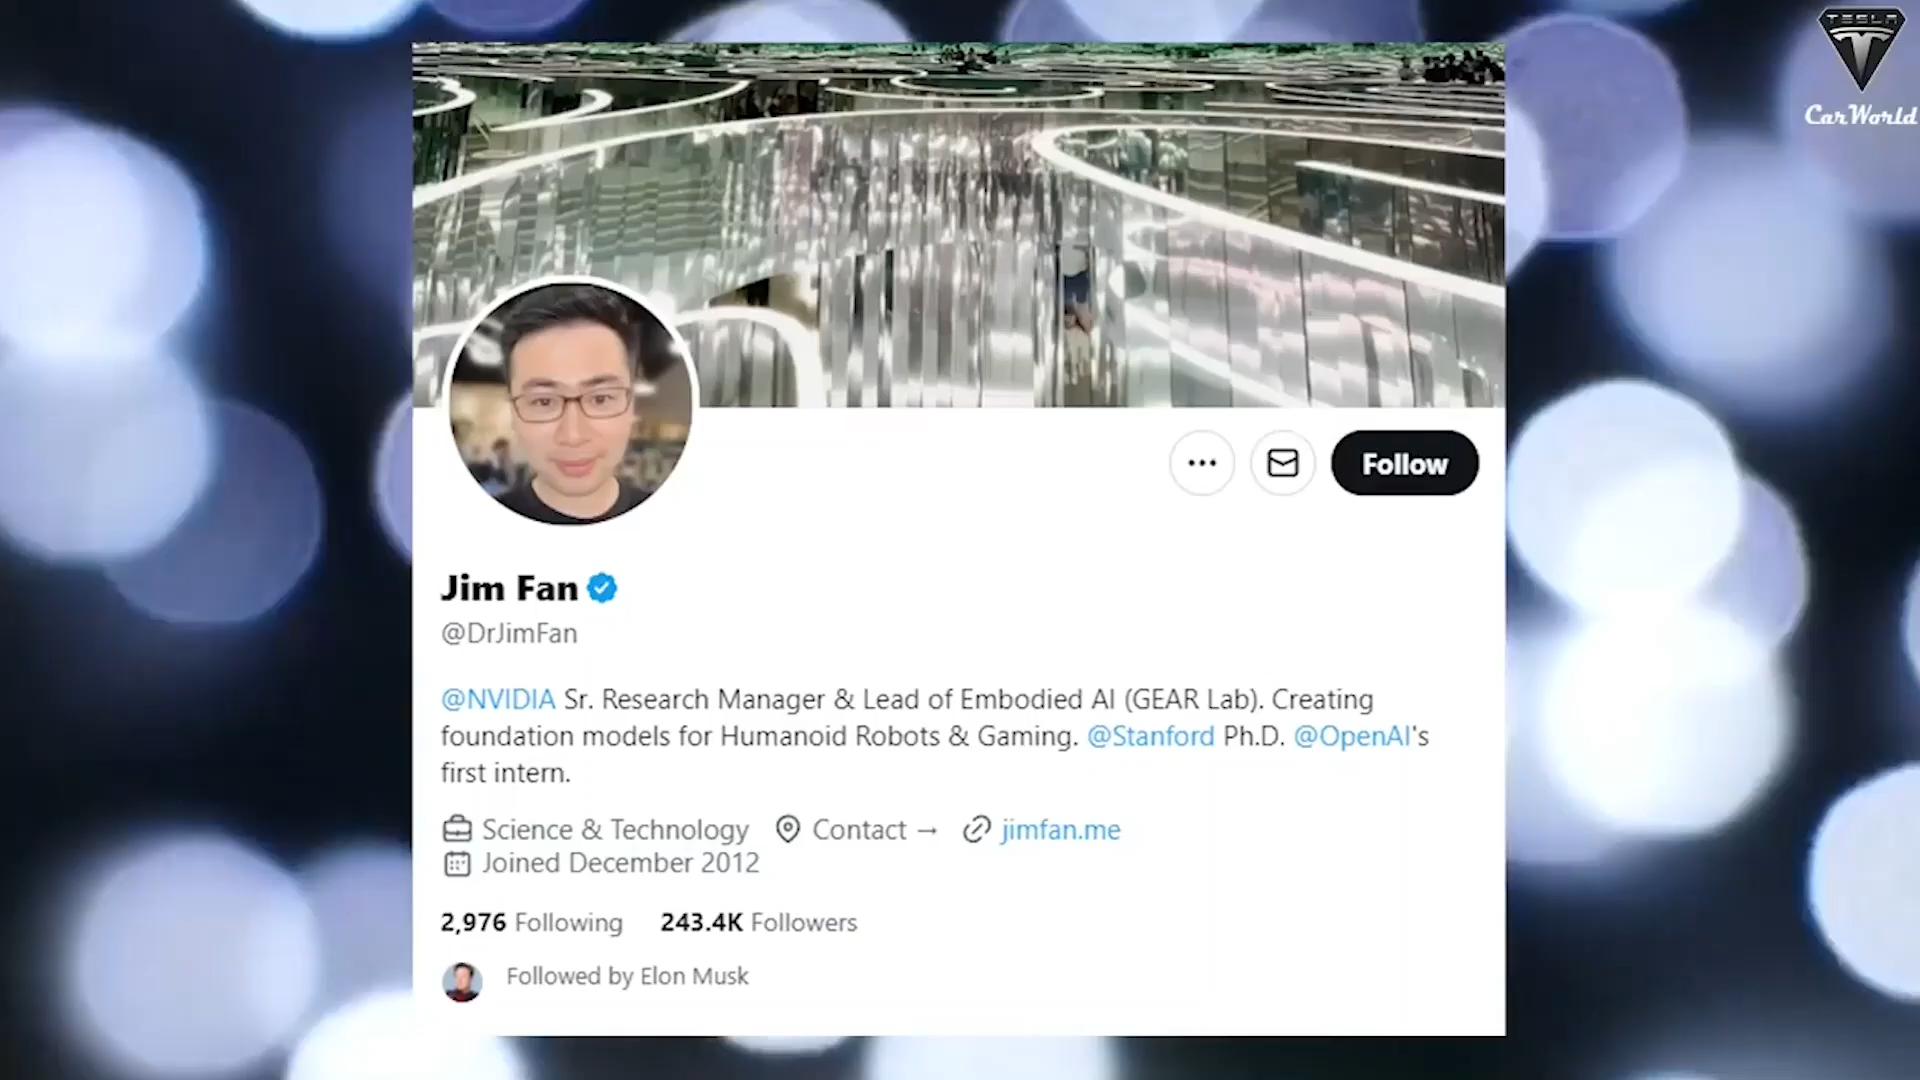 TESLA
CarWorld
Follow
Jim Fan
@DrJimFan
@NVIDIA Sr. Research Manager & Lead of Embodied AI (GEAR Lab). Creating
foundation models for Humanoid Robots & Gaming. @Stanford Ph.D. @OpenAI's
first intern.
Science & Technology Contact → jimfan.me
Joined December 2012
2,976 Following 243.4K Followers
Followed by Elon Musk